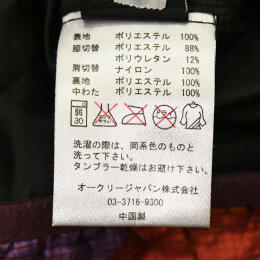 表地 ポリエステル 100%
膝切替 ポリエステル 88%
ポリウレタン 12%
肩切替 ナイロン 100%
裏地 ポリエステル 100%
中わた ポリエステル 100%
弱
30
洗濯の際は、同系色のものと
洗って下さい。
タンブラー乾燥はお避け下さい。
オークリージャパン株式会社
03-3716-9300
中国製